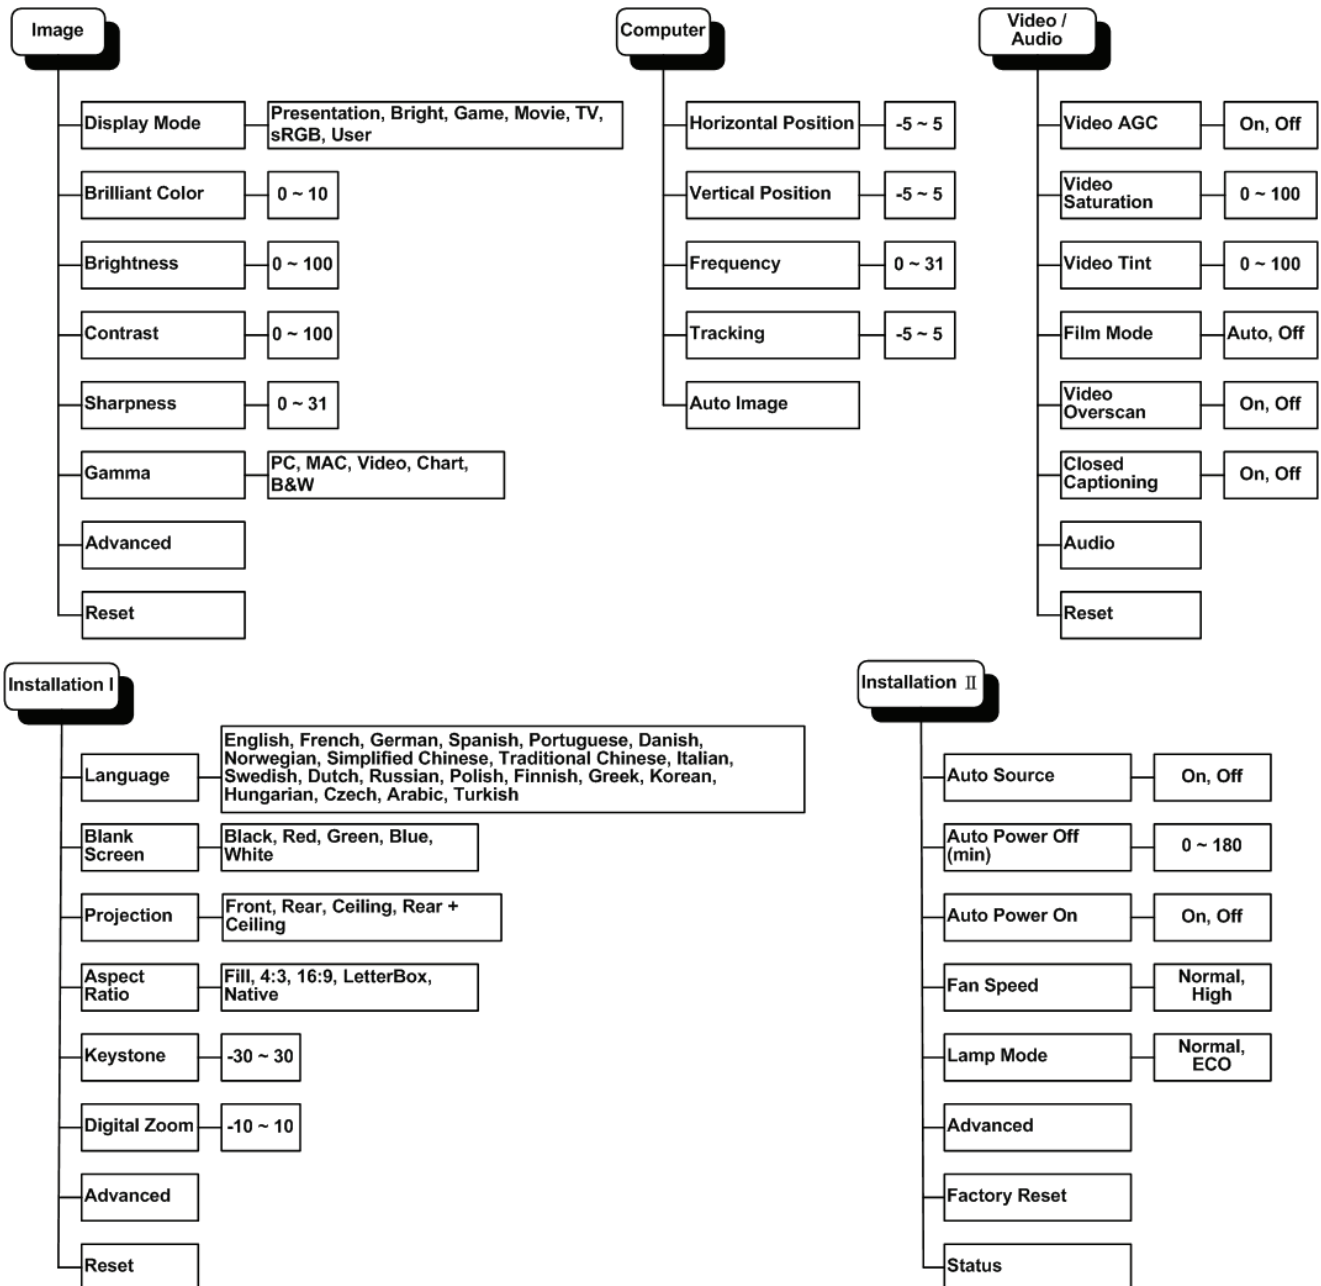 Image
Display Mode
Presentation, Bright, Game, Movie, TV,
sRGB, User
Brilliant Color
0 ~ 10
Brightness
0 ~ 100
Contrast
0 ~ 100
Sharpness
0 ~ 31
Gamma
PC, MAC, Video, Chart,
B&W
Advanced
Reset
Computer
Horizontal Position
-5 ~ 5
Vertical Position
-5 ~ 5
Frequency
0 ~ 31
Tracking
-5 ~ 5
Auto Image
Video /
Audio
Video AGC
On, Off
Video
Saturation
0 ~ 100
Video Tint
0 ~ 100
Film Mode
Auto, Off
Video
Overscan
On, Off
Closed
Captioning
On, Off
Audio
Reset
Installation I
Language
English, French, German, Spanish, Portuguese, Danish,
Norwegian, Simplified Chinese, Traditional Chinese, Italian,
Swedish, Dutch, Russian, Polish, Finnish, Greek, Korean,
Hungarian, Czech, Arabic, Turkish
Blank
Screen
Black, Red, Green, Blue,
White
Projection
Front, Rear, Ceiling, Rear +
Ceiling
Aspect
Ratio
Fill, 4:3, 16:9, LetterBox,
Native
Keystone
-30 ~ 30
Digital Zoom
-10 ~ 10
Advanced
Reset
Installation Ⅱ
Auto Source
On, Off
Auto Power Off
(min)
0 ~ 180
Auto Power On
On, Off
Fan Speed
Normal,
High
Lamp Mode
Normal,
ECO
Advanced
Factory Reset
Status